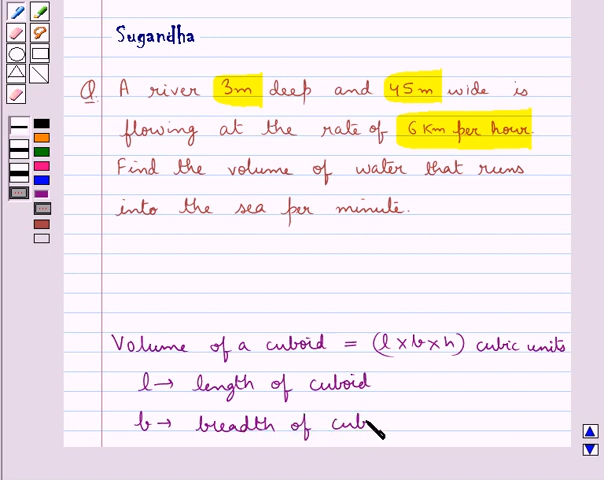 Sugandha
Q. A river 3m deep and 45m wide is
flowing at the rate of 6 Km per hour.
Find the volume of water that runs
into the sea per minute.
Volume of a cuboid = (l × b × h) cubic units
l → length of cuboid
b → breadth of cub